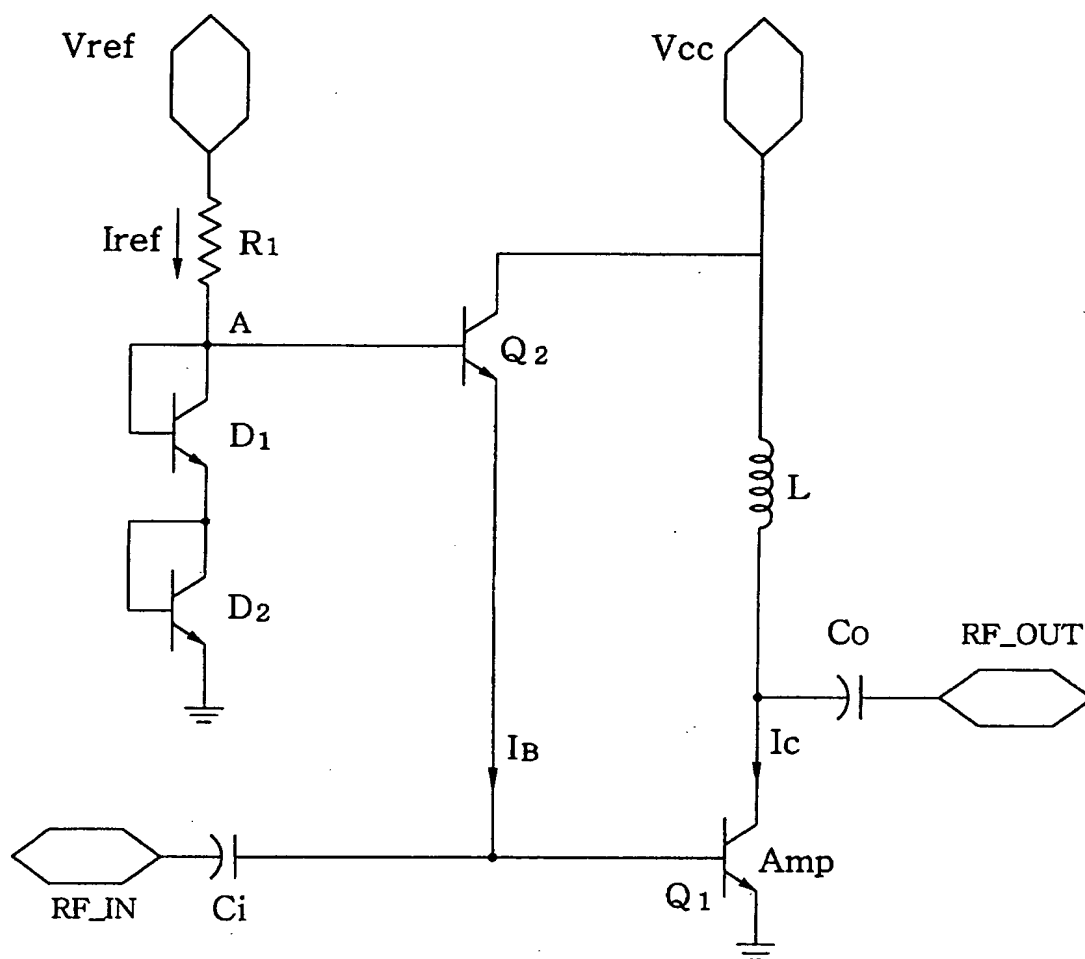 Vref
Vcc
Iref
R1
A
Q2
D1
L
D2
Co
RF_OUT
IB
Ic
RF_IN
Ci
Q1
Amp